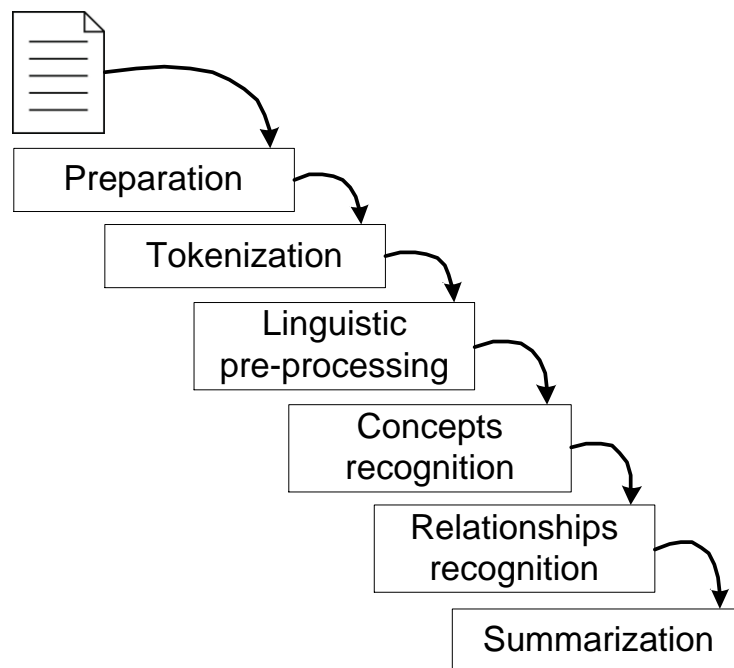 Preparation
Tokenization
Linguistic
pre-processing
Concepts
recognition
Relationships
recognition
Summarization